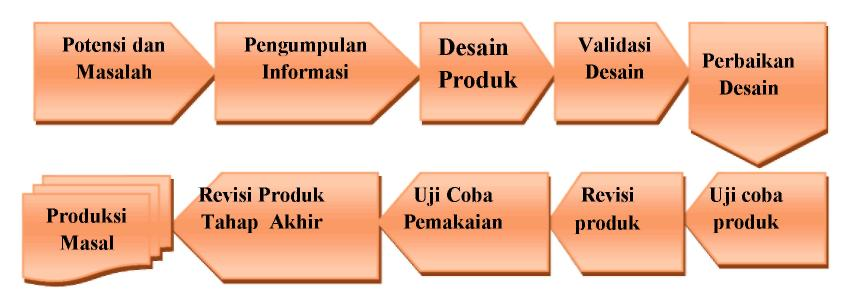 Potensi dan
Masalah
Pengumpulan
Informasi
Desain
Produk
Validasi
Desain
Perbaikan
Desain
Uji coba
produk
Revisi
produk
Uji Coba
Pemakaian
Revisi Produk
Tahap Akhir
Produksi
Masal